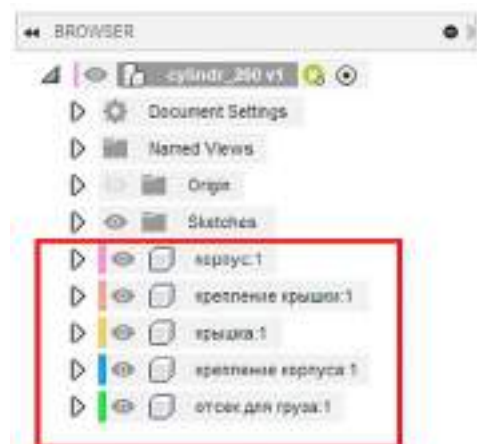 BROWSER
cylindr_260 v1
Document Settings
Named Views
Origin
Sketches
корпус:1
крепление крышки:1
крышка:1
крепление корпуса:1
отсек для груза:1